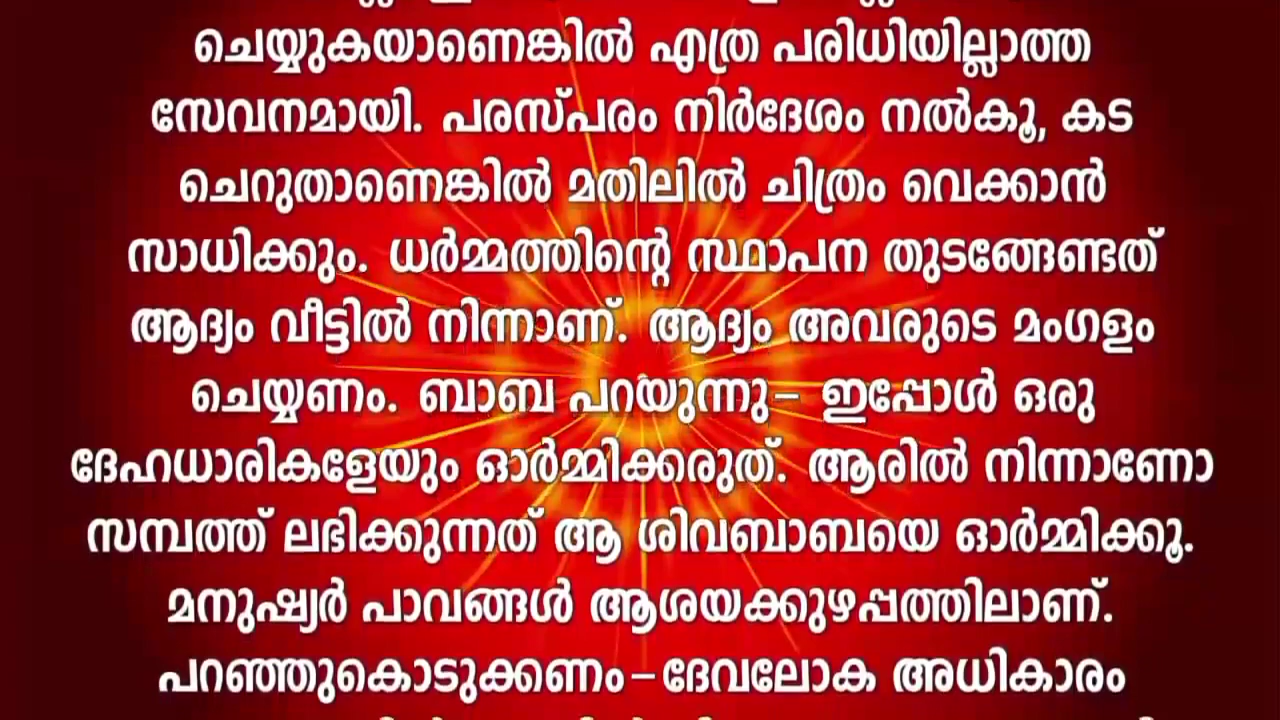 ചെയ്യുകയാണെങ്കിൽ എത്ര പരിധിയില്ലാത്ത
സേവനമായി. പരസ്പരം നിർദേശം നൽകൂ, കട
ചെറുതാണെങ്കിൽ മതിലിൽ ചിത്രം വെക്കാൻ
സാധിക്കും. ധർമ്മത്തിന്റെ സ്ഥാപന തുടങ്ങേണ്ടത്
ആദ്യം വീട്ടിൽ നിന്നാണ്. ആദ്യം അവരുടെ മംഗളം
ചെയ്യണം. ബാബ പറയുന്നു- ഇപ്പോൾ ഒരു
ദേഹധാരികളേയും ഓർമ്മിക്കരുത്. ആരിൽ നിന്നാണോ
സമ്പത്ത് ലഭിക്കുന്നത് ആ ശിവബാബയെ ഓർമ്മിക്കൂ.
മനുഷ്യർ പാവങ്ങൾ ആശയക്കുഴപ്പത്തിലാണ്.
പറഞ്ഞുകൊടുക്കണം-ദേവലോക അധികാരം